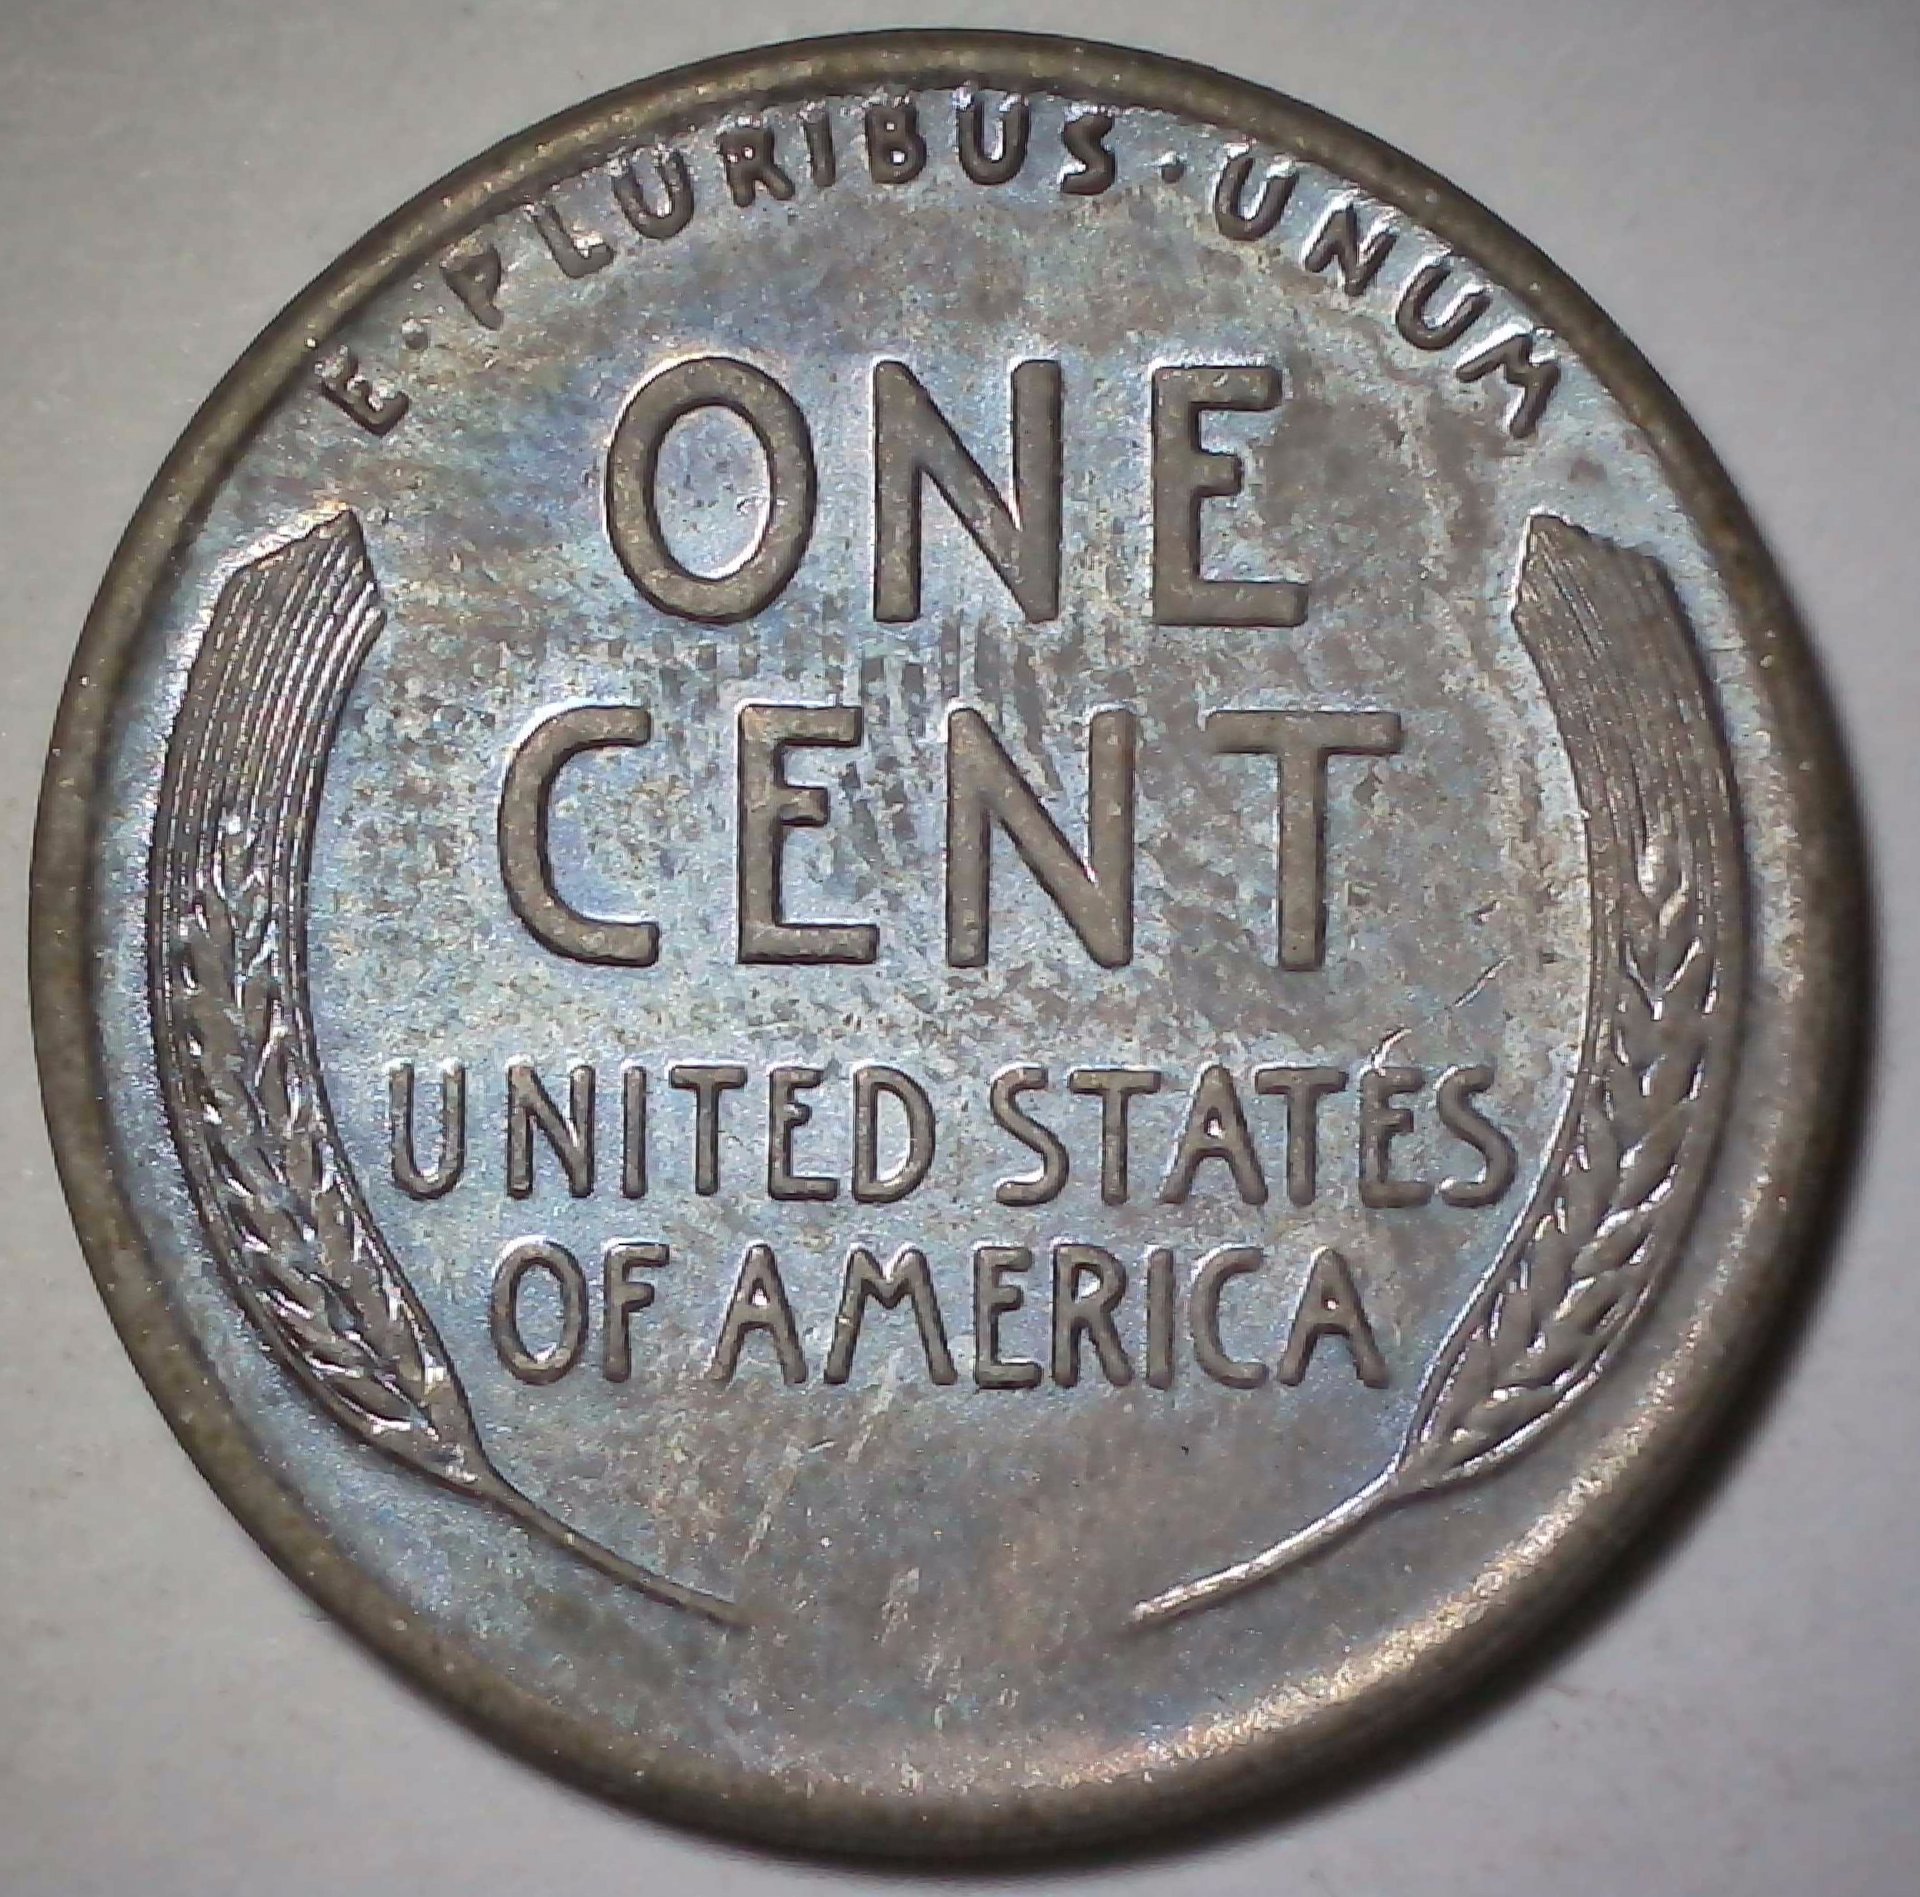 E·PLURIBUS·UNUM
ONE
CENT
UNITED STATES
OF AMERICA